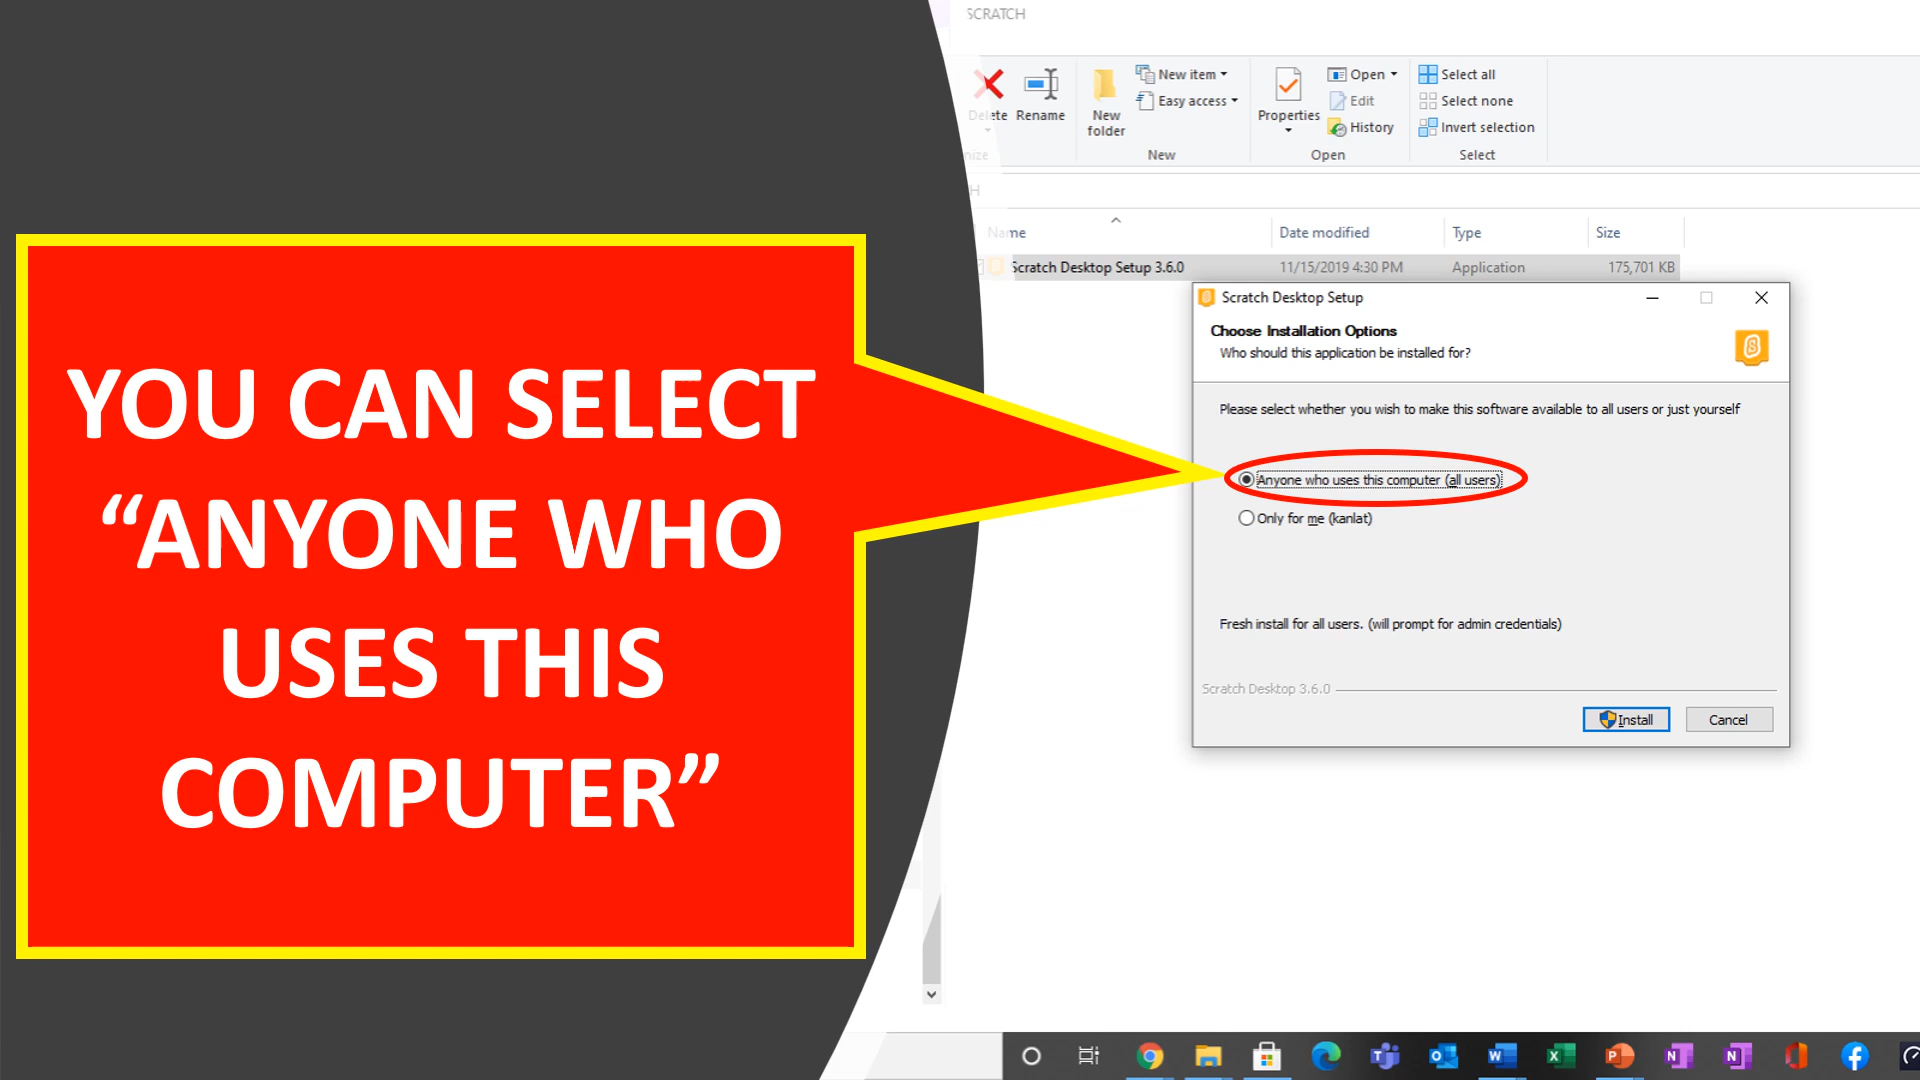 SCRATCH
Delete
Rename
New
folder
New item
Easy access
Properties
Open
Edit
History
Select all
Select none
Invert selection
New
Open
Select
Name
Date modified
Type
Size
Scratch Desktop Setup 3.6.0
11/15/2019 4:30 PM
Application
175,701 KB
YOU CAN SELECT
“ANYONE WHO
USES THIS
COMPUTER”
Scratch Desktop Setup
Choose Installation Options
Who should this application be installed for?
Please select whether you wish to make this software available to all users or just yourself
Anyone who uses this computer (all users)
Only for me (kanlat)
Fresh install for all users. (will prompt for admin credentials)
Scratch Desktop 3.6.0
Install
Cancel